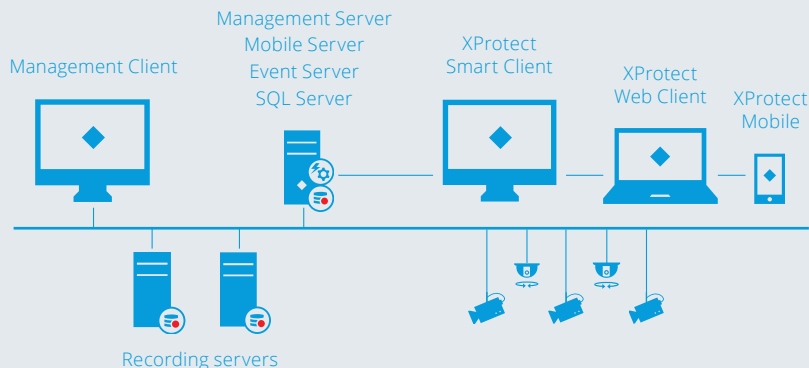 Management Client
Management Server
Mobile Server
Event Server
SQL Server
XProtect
Smart Client
XProtect
Web Client
XProtect
Mobile
Recording servers